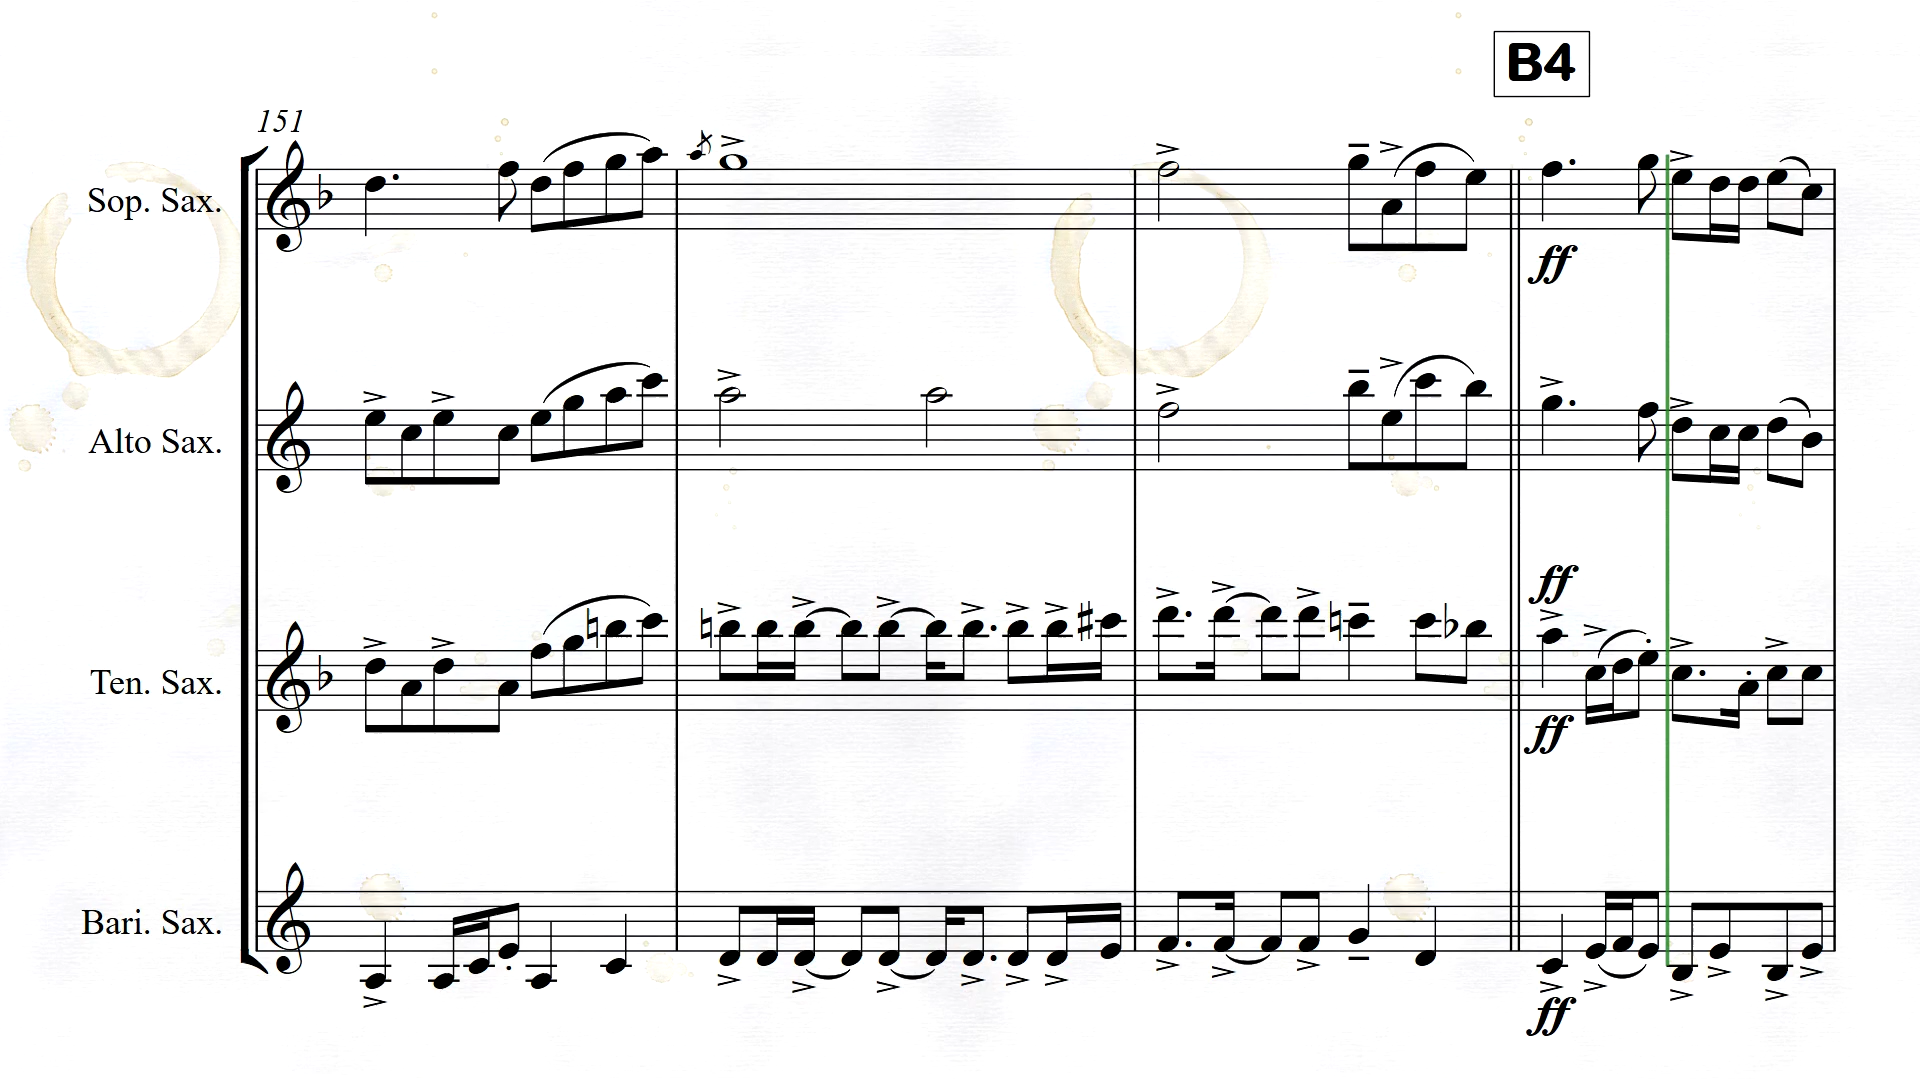 B4
151
Sop. Sax.
ff
Alto Sax.
ff
Ten. Sax.
ff
Bari. Sax.
ff